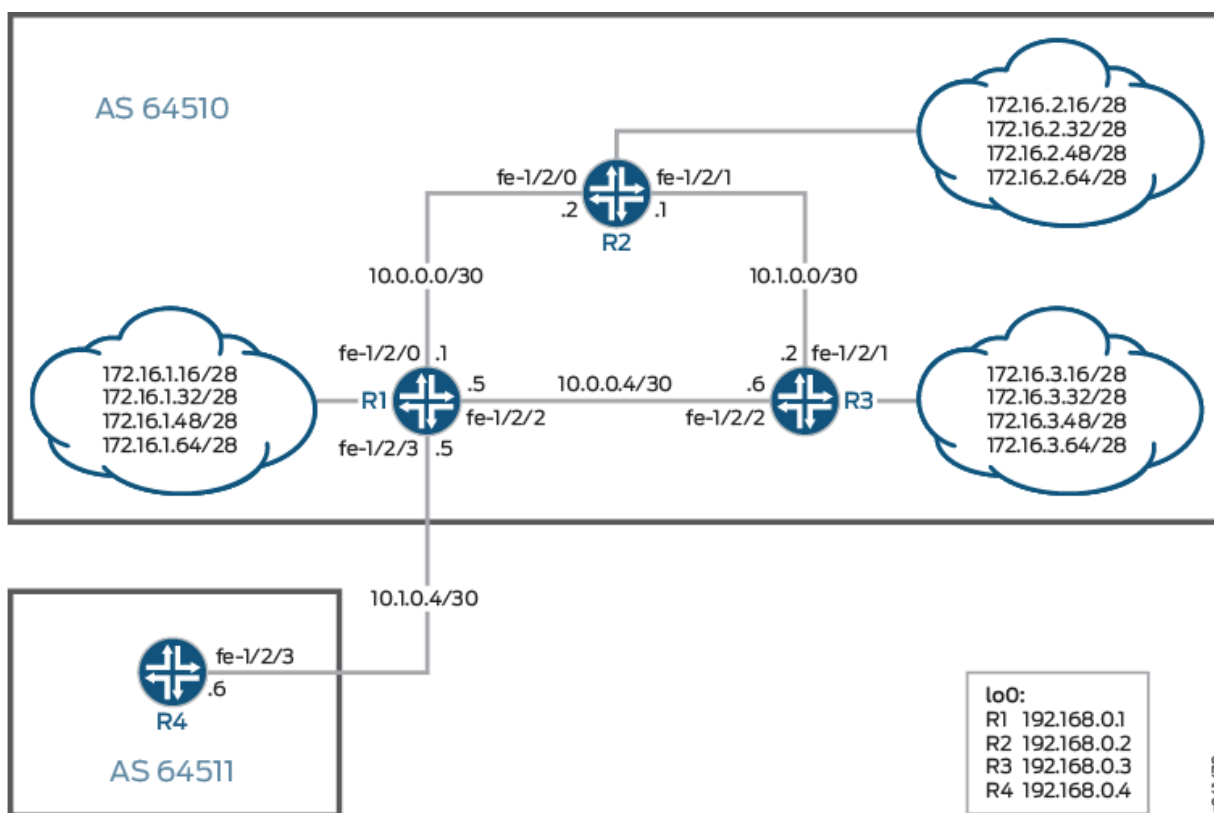 AS 64510
172.16.2.16/28
172.16.2.32/28
172.16.2.48/28
172.16.2.64/28
fe-1/2/0
fe-1/2/1
.2
.1
R2
10.0.0.0/30
10.1.0.0/30
172.16.1.16/28
172.16.1.32/28
172.16.1.48/28
172.16.1.64/28
fe-1/2/0
.1
R1
.5
fe-1/2/2
fe-1/2/3
.5
10.0.0.4/30
.2
fe-1/2/1
.6
fe-1/2/2
R3
172.16.3.16/28
172.16.3.32/28
172.16.3.48/28
172.16.3.64/28
10.1.0.4/30
fe-1/2/3
.6
R4
AS 64511
lo0:
R1 192.168.0.1
R2 192.168.0.2
R3 192.168.0.3
R4 192.168.0.4